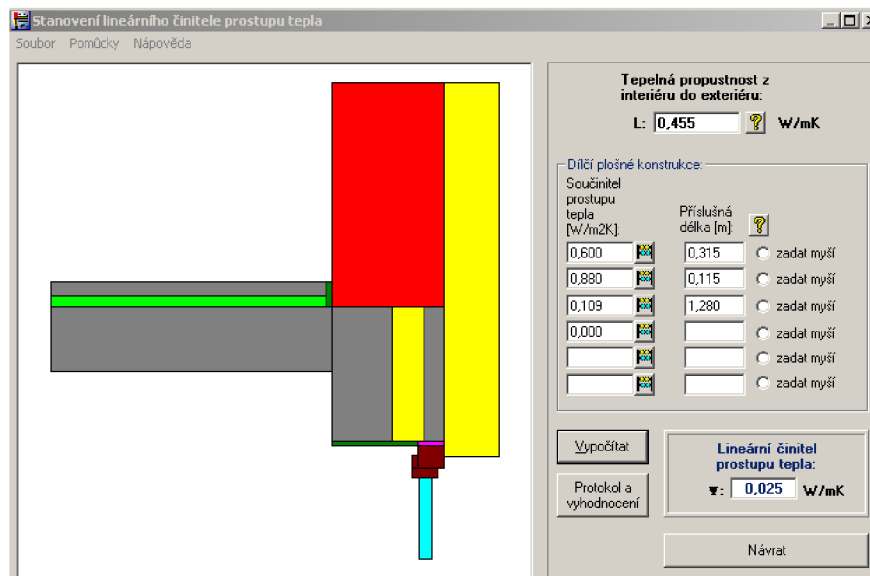 Stanovení lineárního činitele prostupu tepla
Soubor Pomůcky Nápověda
Tepelná propustnost z
interiéru do exteriéru:
L: 0,455 ? W/mK
Dílčí plošné konstrukce:
Součinitel
prostupu
tepla
[W/m2K]:
Příslušná
délka [m]:
?
0,600 0,315 zadat myší
0,880 0,115 zadat myší
0,109 1,280 zadat myší
0,000 zadat myší
zadat myší
zadat myší
Vypočítat
Protokol a
vyhodnocení
Lineární činitel
prostupu tepla:
Ψ: 0,025 W/mK
Návrat